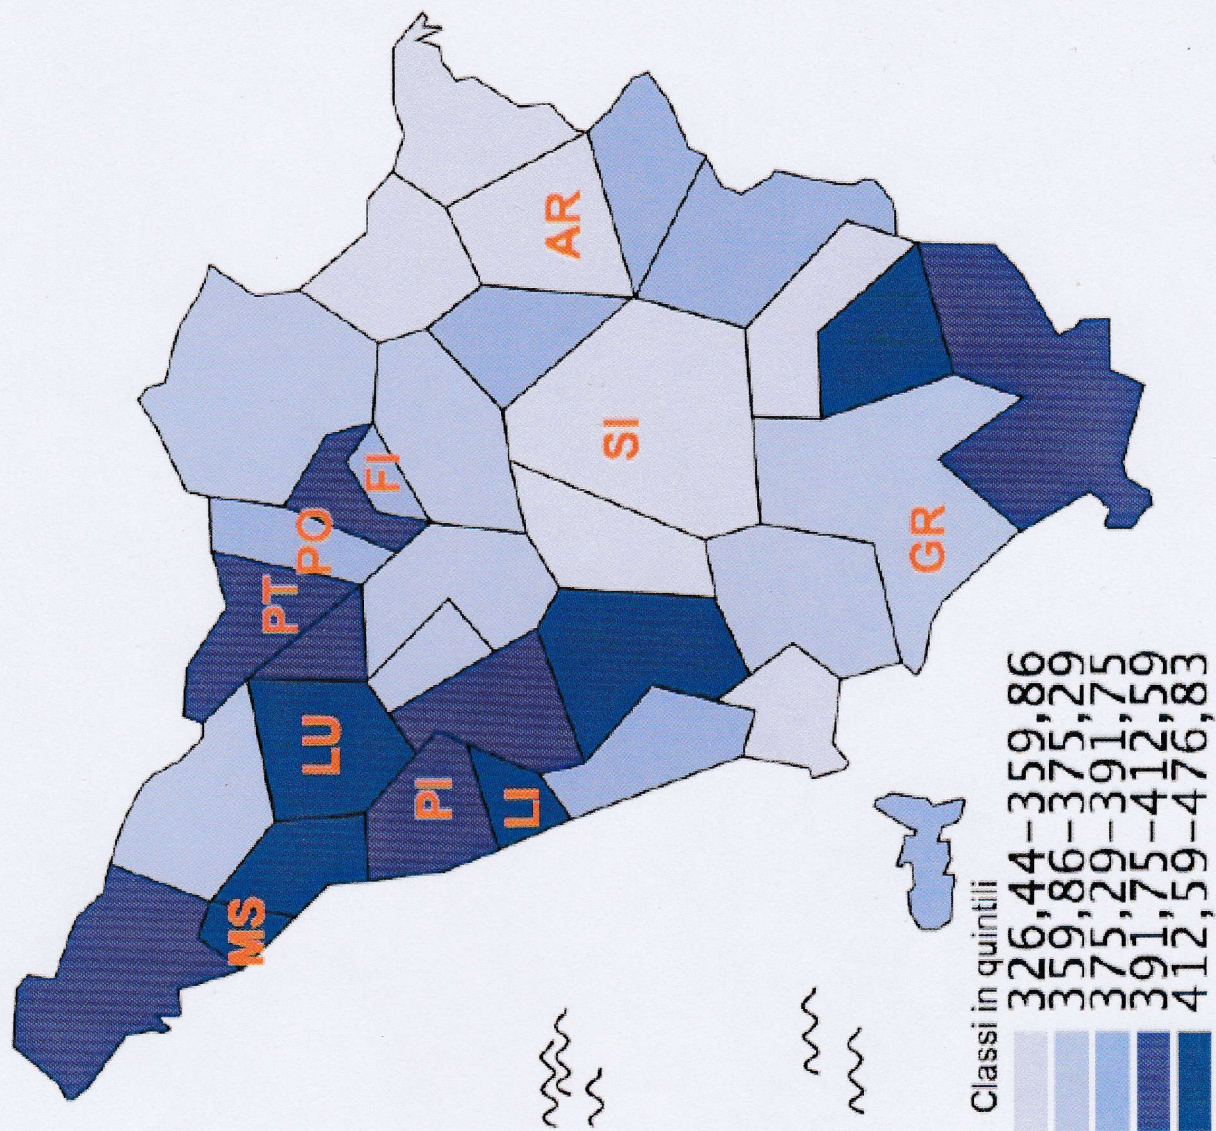 MS
LU
PT
PO
FI
PI
LI
AR
SI
GR
Classi in quintili
326,44-359,86
359,86-375,29
375,29-391,75
391,75-412,59
412,59-476,83